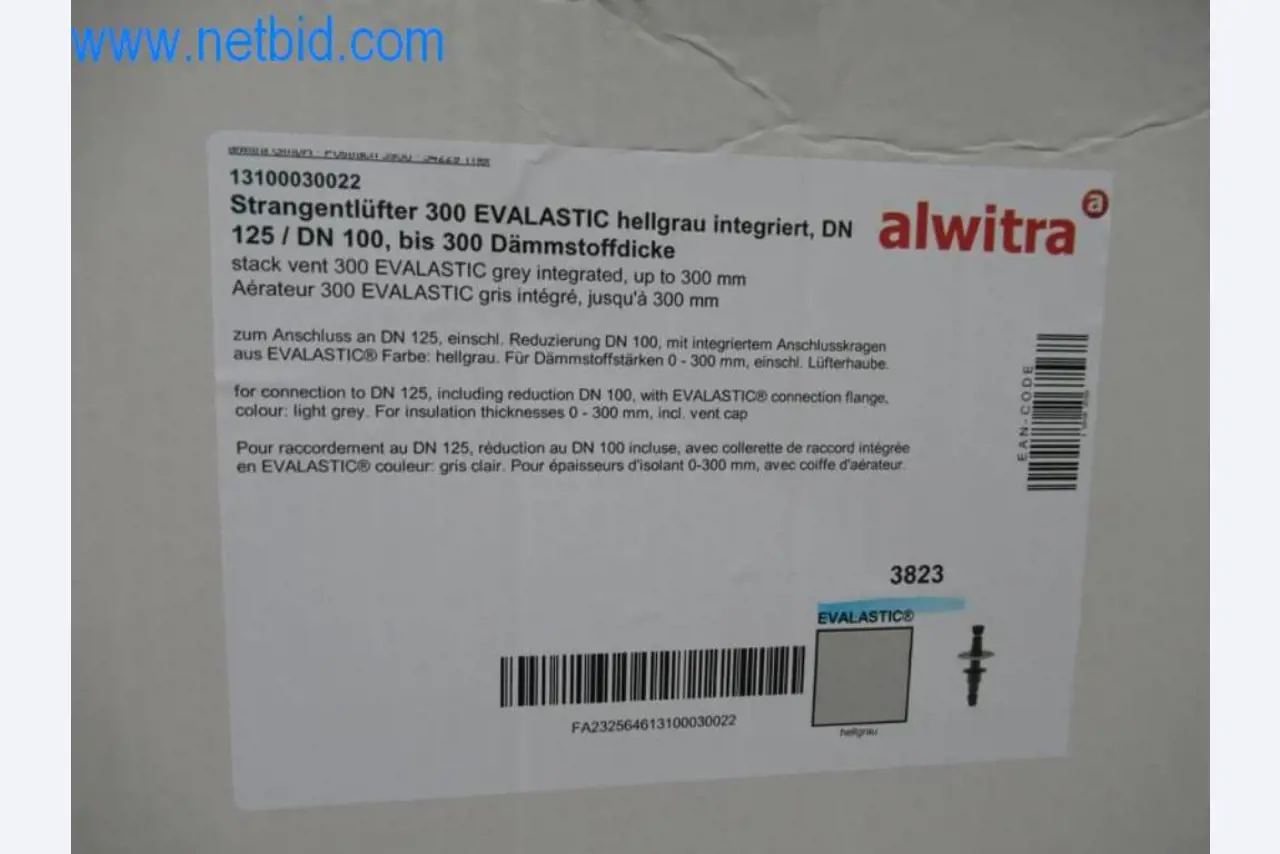 www.netbid.com
13100030022
Strangentlüfter 300 EVALASTIC hellgrau integriert, DN
125 / DN 100, bis 300 Dämmstoffdicke
stack vent 300 EVALASTIC grey integrated, up to 300 mm
Aérateur 300 EVALASTIC gris intégré, jusqu'à 300 mm
alwitra
a
zum Anschluss an DN 125, einschl. Reduzierung DN 100, mit integriertem Anschlusskragen
aus EVALASTIC® Farbe: hellgrau. Für Dämmstoffstärken 0 - 300 mm, einschl. Lüfterhaube.
for connection to DN 125, including reduction DN 100, with EVALASTIC® connection flange,
colour: light grey. For insulation thicknesses 0 - 300 mm, incl. vent cap
Pour raccordement au DN 125, réduction au DN 100 incluse, avec collerette de raccord intégrée
en EVALASTIC® couleur: gris clair. Pour épaisseurs d'isolant 0-300 mm, avec coiffe d'aérateur.
EAN-CODE
3823
EVALASTIC®
hellgrau
FA232564613100030022